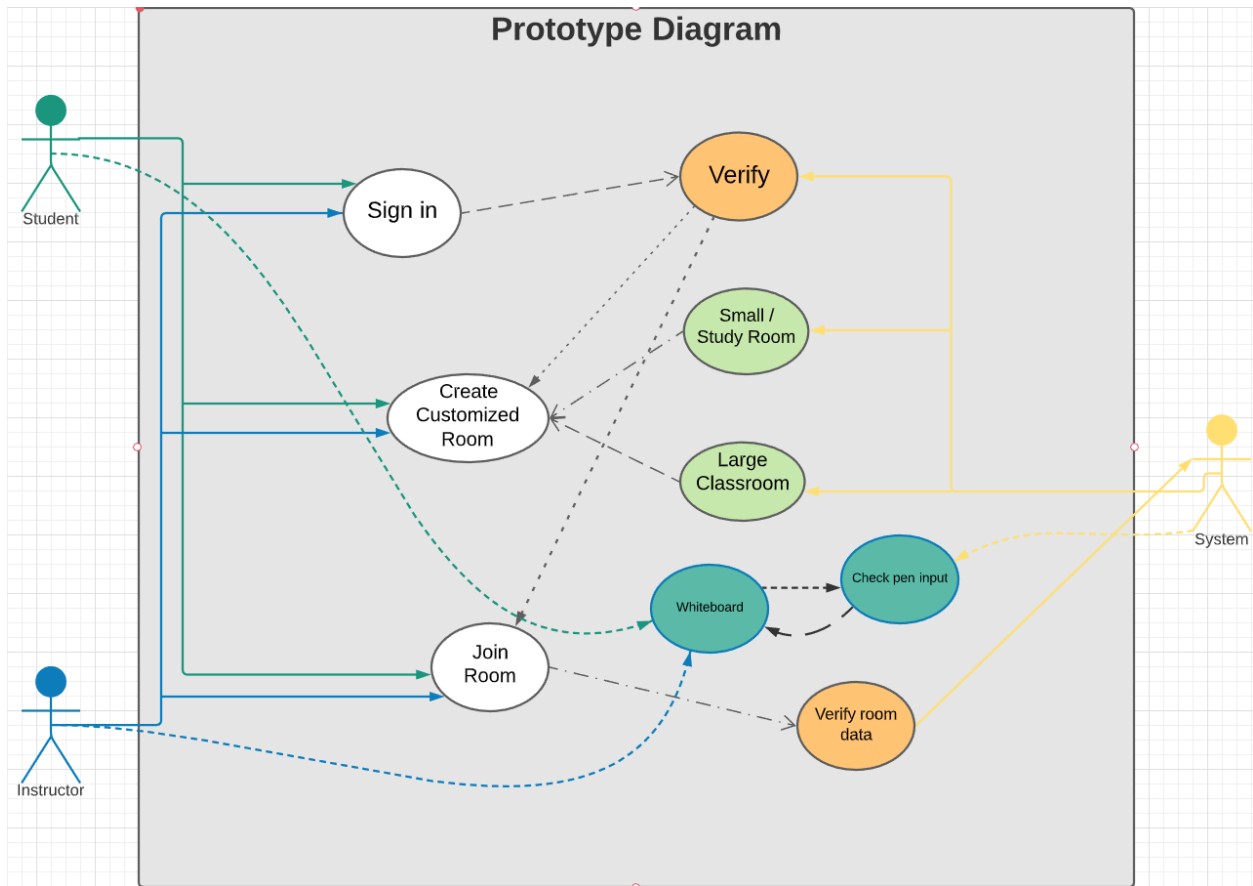 Prototype Diagram
Student
Sign in
Verify
Small /
Study Room
Create
Customized
Room
Large
Classroom
System
Check pen input
Whiteboard
Join
Room
Verify room
data
Instructor